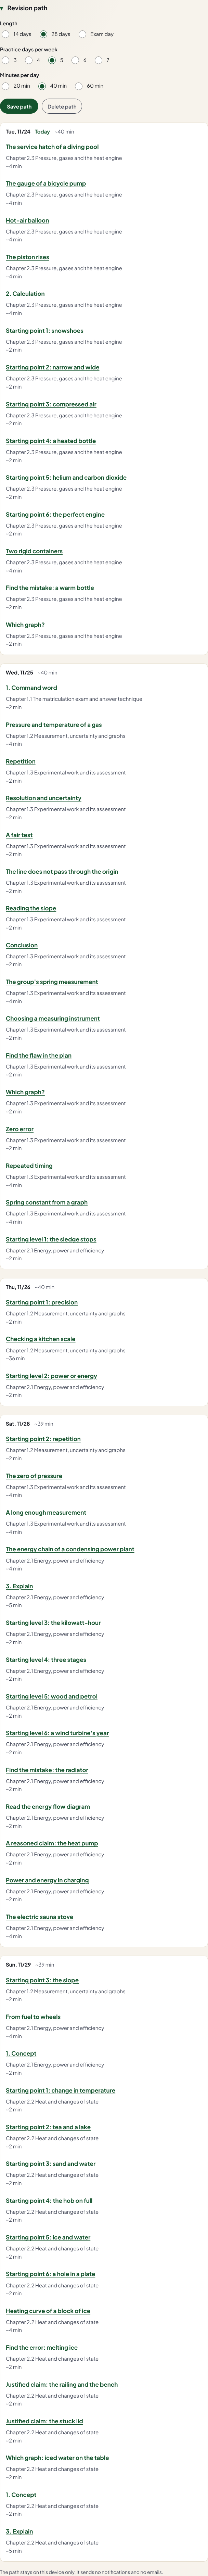 ▾ Revision path
Length
14 days 28 days Exam day
Practice days per week
3 4 5 6 7
Minutes per day
20 min 40 min 60 min
Save path Delete path
Tue, 11/24 Today ~40 min
The service hatch of a diving pool
Chapter 2.3 Pressure, gases and the heat engine
~4 min
The gauge of a bicycle pump
Chapter 2.3 Pressure, gases and the heat engine
~4 min
Hot-air balloon
Chapter 2.3 Pressure, gases and the heat engine
~4 min
The piston rises
Chapter 2.3 Pressure, gases and the heat engine
~4 min
2. Calculation
Chapter 2.3 Pressure, gases and the heat engine
~4 min
Starting point 1: snowshoes
Chapter 2.3 Pressure, gases and the heat engine
~2 min
Starting point 2: narrow and wide
Chapter 2.3 Pressure, gases and the heat engine
~2 min
Starting point 3: compressed air
Chapter 2.3 Pressure, gases and the heat engine
~2 min
Starting point 4: a heated bottle
Chapter 2.3 Pressure, gases and the heat engine
~2 min
Starting point 5: helium and carbon dioxide
Chapter 2.3 Pressure, gases and the heat engine
~2 min
Starting point 6: the perfect engine
Chapter 2.3 Pressure, gases and the heat engine
~2 min
Two rigid containers
Chapter 2.3 Pressure, gases and the heat engine
~4 min
Find the mistake: a warm bottle
Chapter 2.3 Pressure, gases and the heat engine
~2 min
Which graph?
Chapter 2.3 Pressure, gases and the heat engine
~2 min
Wed, 11/25 ~40 min
1. Command word
Chapter 1.1 The matriculation exam and answer technique
~2 min
Pressure and temperature of a gas
Chapter 1.2 Measurement, uncertainty and graphs
~4 min
Repetition
Chapter 1.3 Experimental work and its assessment
~2 min
Resolution and uncertainty
Chapter 1.3 Experimental work and its assessment
~2 min
A fair test
Chapter 1.3 Experimental work and its assessment
~2 min
The line does not pass through the origin
Chapter 1.3 Experimental work and its assessment
~2 min
Reading the slope
Chapter 1.3 Experimental work and its assessment
~2 min
Conclusion
Chapter 1.3 Experimental work and its assessment
~2 min
The group's spring measurement
Chapter 1.3 Experimental work and its assessment
~4 min
Choosing a measuring instrument
Chapter 1.3 Experimental work and its assessment
~2 min
Find the flaw in the plan
Chapter 1.3 Experimental work and its assessment
~2 min
Which graph?
Chapter 1.3 Experimental work and its assessment
~2 min
Zero error
Chapter 1.3 Experimental work and its assessment
~2 min
Repeated timing
Chapter 1.3 Experimental work and its assessment
~4 min
Spring constant from a graph
Chapter 1.3 Experimental work and its assessment
~4 min
Starting level 1: the sledge stops
Chapter 2.1 Energy, power and efficiency
~2 min
Thu, 11/26 ~40 min
Starting point 1: precision
Chapter 1.2 Measurement, uncertainty and graphs
~2 min
Checking a kitchen scale
Chapter 1.2 Measurement, uncertainty and graphs
~36 min
Starting level 2: power or energy
Chapter 2.1 Energy, power and efficiency
~2 min
Sat, 11/28 ~39 min
Starting point 2: repetition
Chapter 1.2 Measurement, uncertainty and graphs
~2 min
The zero of pressure
Chapter 1.3 Experimental work and its assessment
~4 min
A long enough measurement
Chapter 1.3 Experimental work and its assessment
~4 min
The energy chain of a condensing power plant
Chapter 2.1 Energy, power and efficiency
~4 min
3. Explain
Chapter 2.1 Energy, power and efficiency
~5 min
Starting level 3: the kilowatt-hour
Chapter 2.1 Energy, power and efficiency
~2 min
Starting level 4: three stages
Chapter 2.1 Energy, power and efficiency
~2 min
Starting level 5: wood and petrol
Chapter 2.1 Energy, power and efficiency
~2 min
Starting level 6: a wind turbine's year
Chapter 2.1 Energy, power and efficiency
~2 min
Find the mistake: the radiator
Chapter 2.1 Energy, power and efficiency
~2 min
Read the energy flow diagram
Chapter 2.1 Energy, power and efficiency
~2 min
A reasoned claim: the heat pump
Chapter 2.1 Energy, power and efficiency
~2 min
Power and energy in charging
Chapter 2.1 Energy, power and efficiency
~2 min
The electric sauna stove
Chapter 2.1 Energy, power and efficiency
~4 min
Sun, 11/29 ~39 min
Starting point 3: the slope
Chapter 1.2 Measurement, uncertainty and graphs
~2 min
From fuel to wheels
Chapter 2.1 Energy, power and efficiency
~4 min
1. Concept
Chapter 2.1 Energy, power and efficiency
~2 min
Starting point 1: change in temperature
Chapter 2.2 Heat and changes of state
~2 min
Starting point 2: tea and a lake
Chapter 2.2 Heat and changes of state
~2 min
Starting point 3: sand and water
Chapter 2.2 Heat and changes of state
~2 min
Starting point 4: the hob on full
Chapter 2.2 Heat and changes of state
~2 min
Starting point 5: ice and water
Chapter 2.2 Heat and changes of state
~2 min
Starting point 6: a hole in a plate
Chapter 2.2 Heat and changes of state
~2 min
Heating curve of a block of ice
Chapter 2.2 Heat and changes of state
~4 min
Find the error: melting ice
Chapter 2.2 Heat and changes of state
~2 min
Justified claim: the railing and the bench
Chapter 2.2 Heat and changes of state
~2 min
Justified claim: the stuck lid
Chapter 2.2 Heat and changes of state
~2 min
Which graph: iced water on the table
Chapter 2.2 Heat and changes of state
~2 min
1. Concept
Chapter 2.2 Heat and changes of state
~2 min
3. Explain
Chapter 2.2 Heat and changes of state
~5 min
The path stays on this device only. It sends no notifications and no emails.